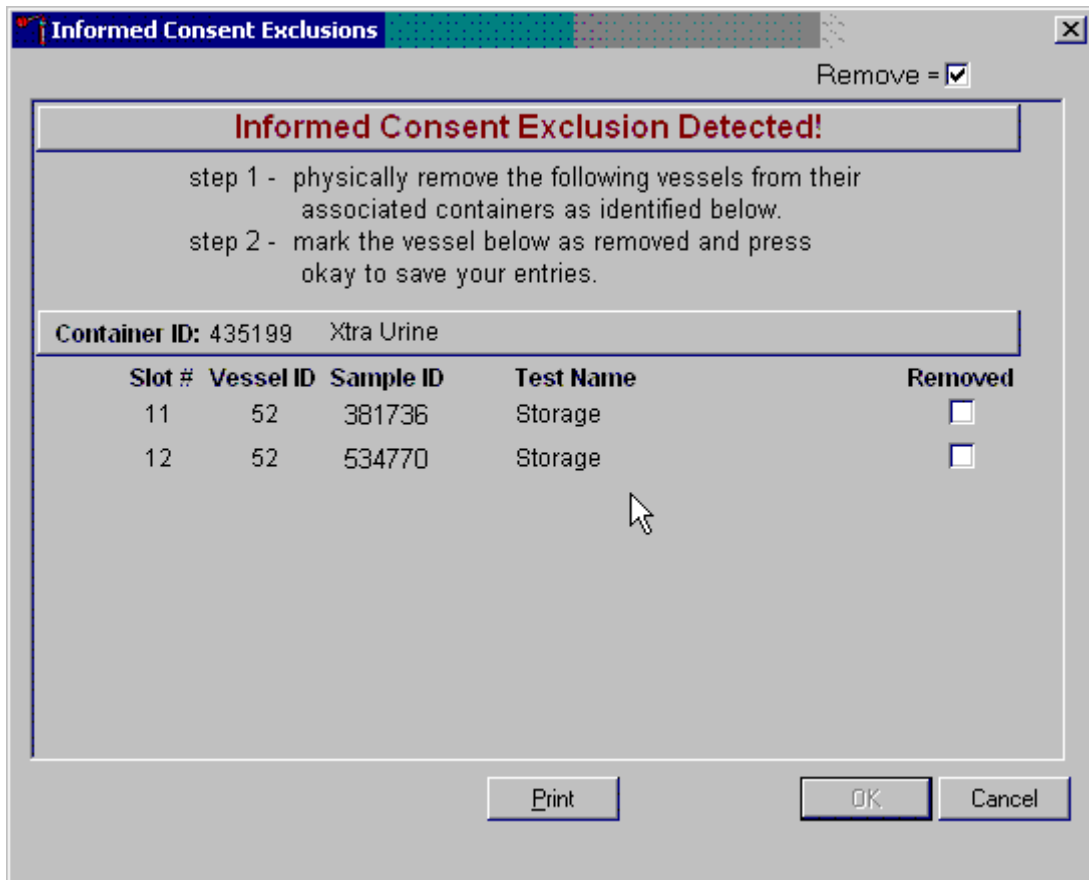 Informed Consent Exclusions
Remove =
Informed Consent Exclusion Detected!
step 1 - physically remove the following vessels from their
associated containers as identified below.
step 2 - mark the vessel below as removed and press
okay to save your entries.
Container ID: 435199 Xtra Urine
Slot # Vessel ID Sample ID Test Name Removed
11 52 381736 Storage
12 52 534770 Storage
Print OK Cancel